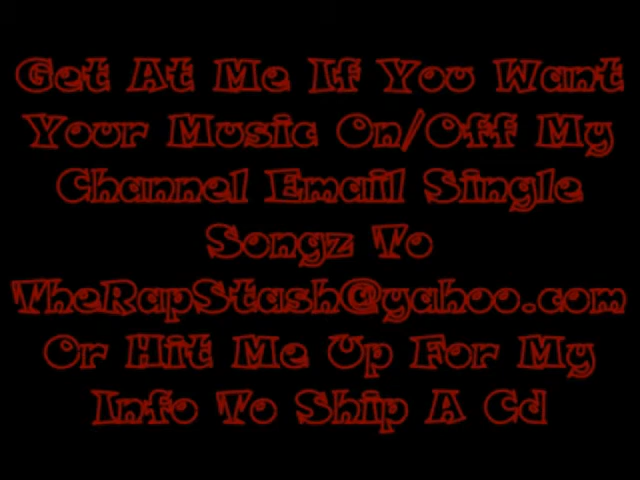 Get At Me If You Want
Your Music On/Off My
Channel Email Single
Songz To
TheRapStash@yahoo.com
Or Hit Me Up For My
Info To Ship A Cd